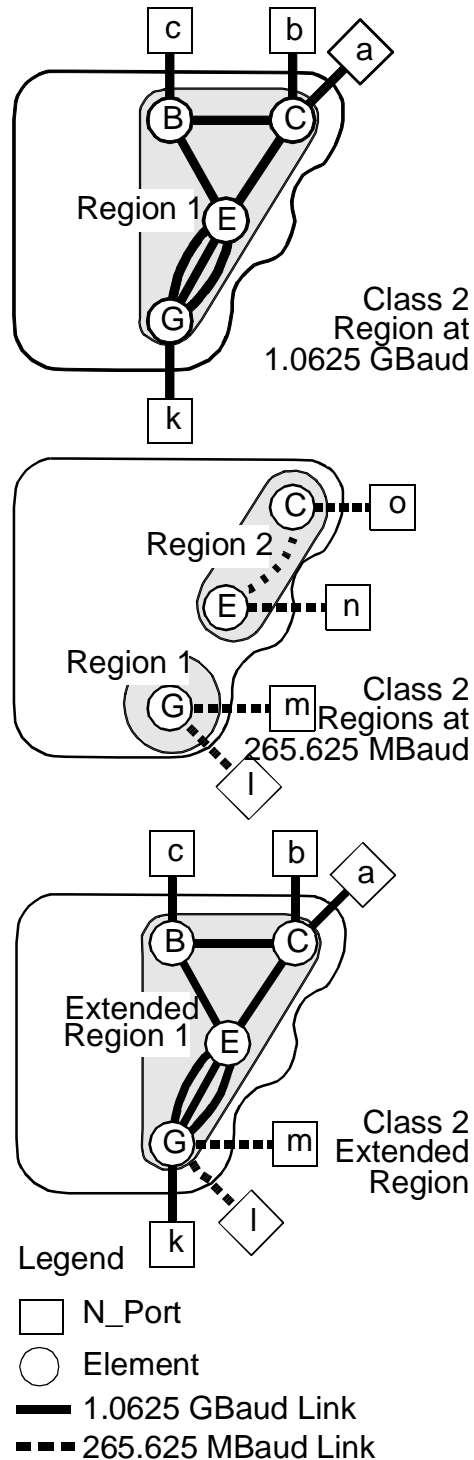 c
b
a
B
C
Region 1
E
G
Class 2
Region at
1.0625 GBaud
k
C
o
Region 2
E
n
Region 1
G
m
Class 2
Regions at
265.625 MBaud
l
c
b
a
B
C
Extended
Region 1
E
G
m
Class 2
Extended
Region
l
k
Legend
N_Port
Element
1.0625 GBaud Link
265.625 MBaud Link